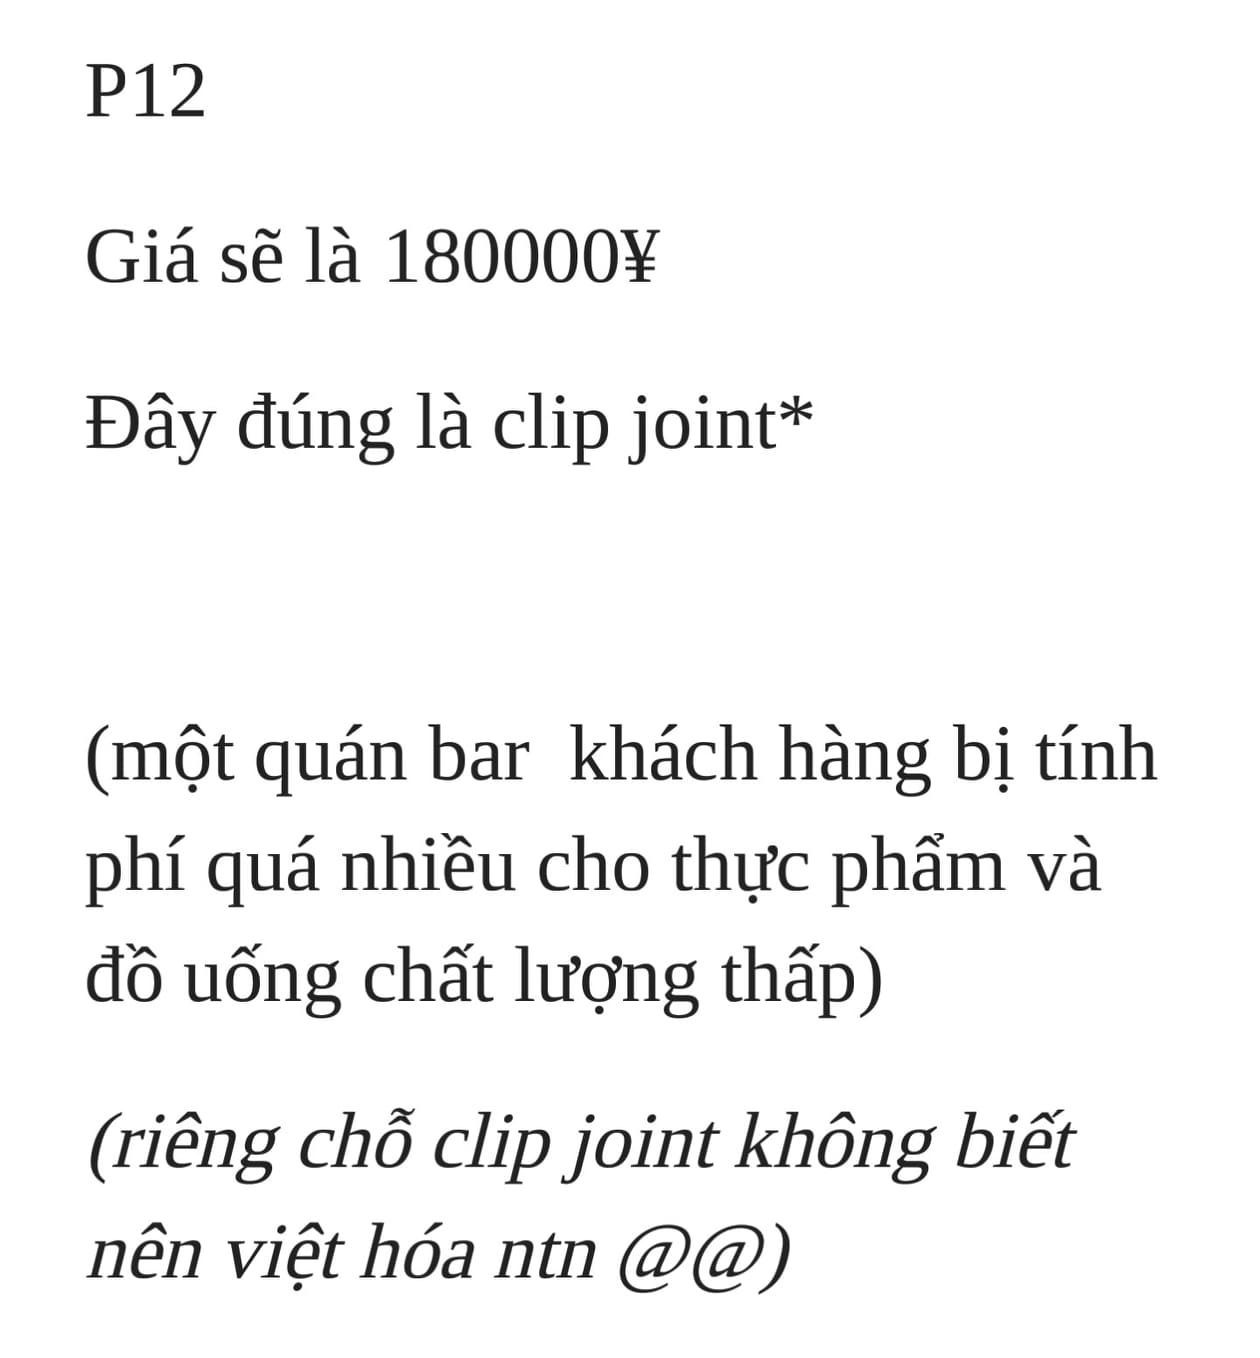 P12
Giá sẽ là 180000¥
Đây đúng là clip joint*
(một quán bar  khách hàng bị tính
phí quá nhiều cho thực phẩm và
đồ uống chất lượng thấp)
(riêng chỗ clip joint không biết
nên việt hóa ntn @@)